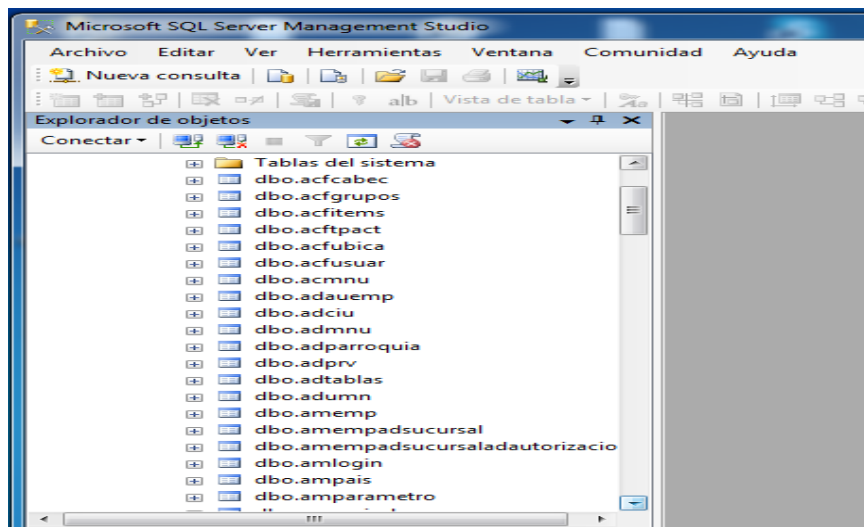 Microsoft SQL Server Management Studio
Archivo Editar Ver Herramientas Ventana Comunidad Ayuda
Nueva consulta
alb Vista de tabla
Explorador de objetos
Conectar
Tablas del sistema
dbo.acfcabec
dbo.acfgrupos
dbo.acfitems
dbo.acftpact
dbo.acfubica
dbo.acfusuar
dbo.acmnu
dbo.adauemp
dbo.adciu
dbo.admnu
dbo.adparroquia
dbo.adprv
dbo.adtablas
dbo.adumn
dbo.amemp
dbo.amempadsucursal
dbo.amempadsucursaladautorizacio
dbo.amlogin
dbo.ampais
dbo.amparametro